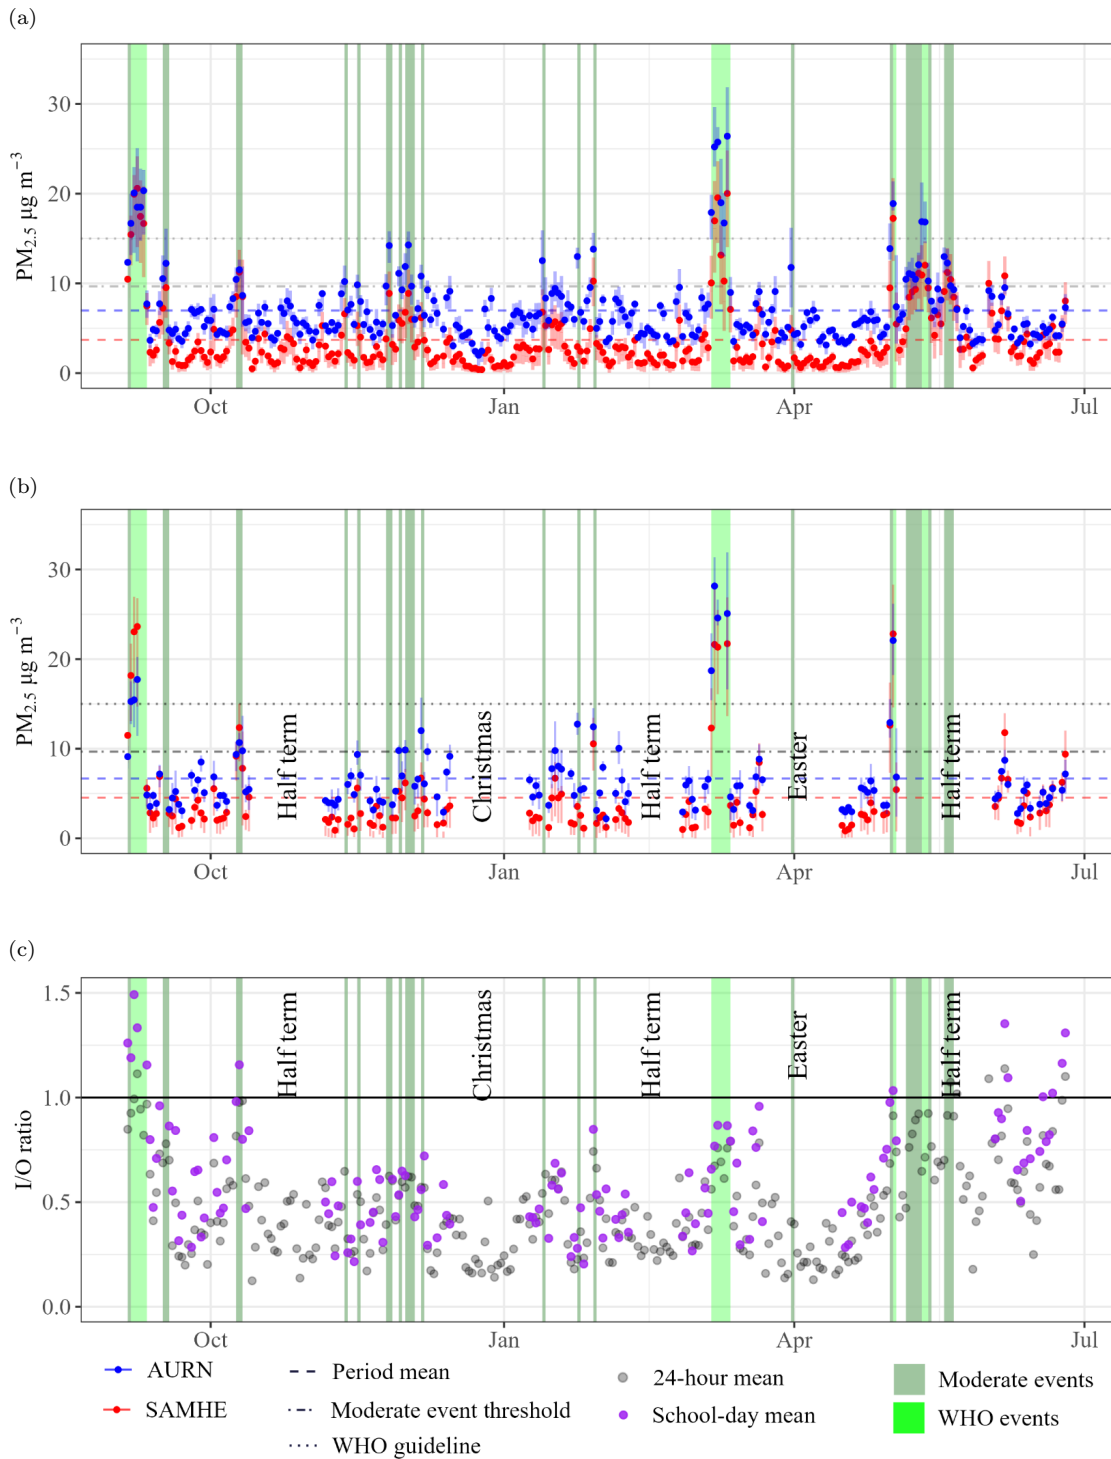 (a)
30
20
10
0
PM2.5 µg m−3
Oct Jan Apr Jul
(b)
30
20
10
0
PM2.5 µg m−3
Half term Christmas Half term Easter Half term
Oct Jan Apr Jul
(c)
1.5
1.0
0.5
0.0
I/O ratio
Half term Christmas Half term Easter Half term
Oct Jan Apr Jul
AURN Period mean 24-hour mean Moderate events
SAMHE Moderate event threshold School-day mean WHO events
WHO guideline